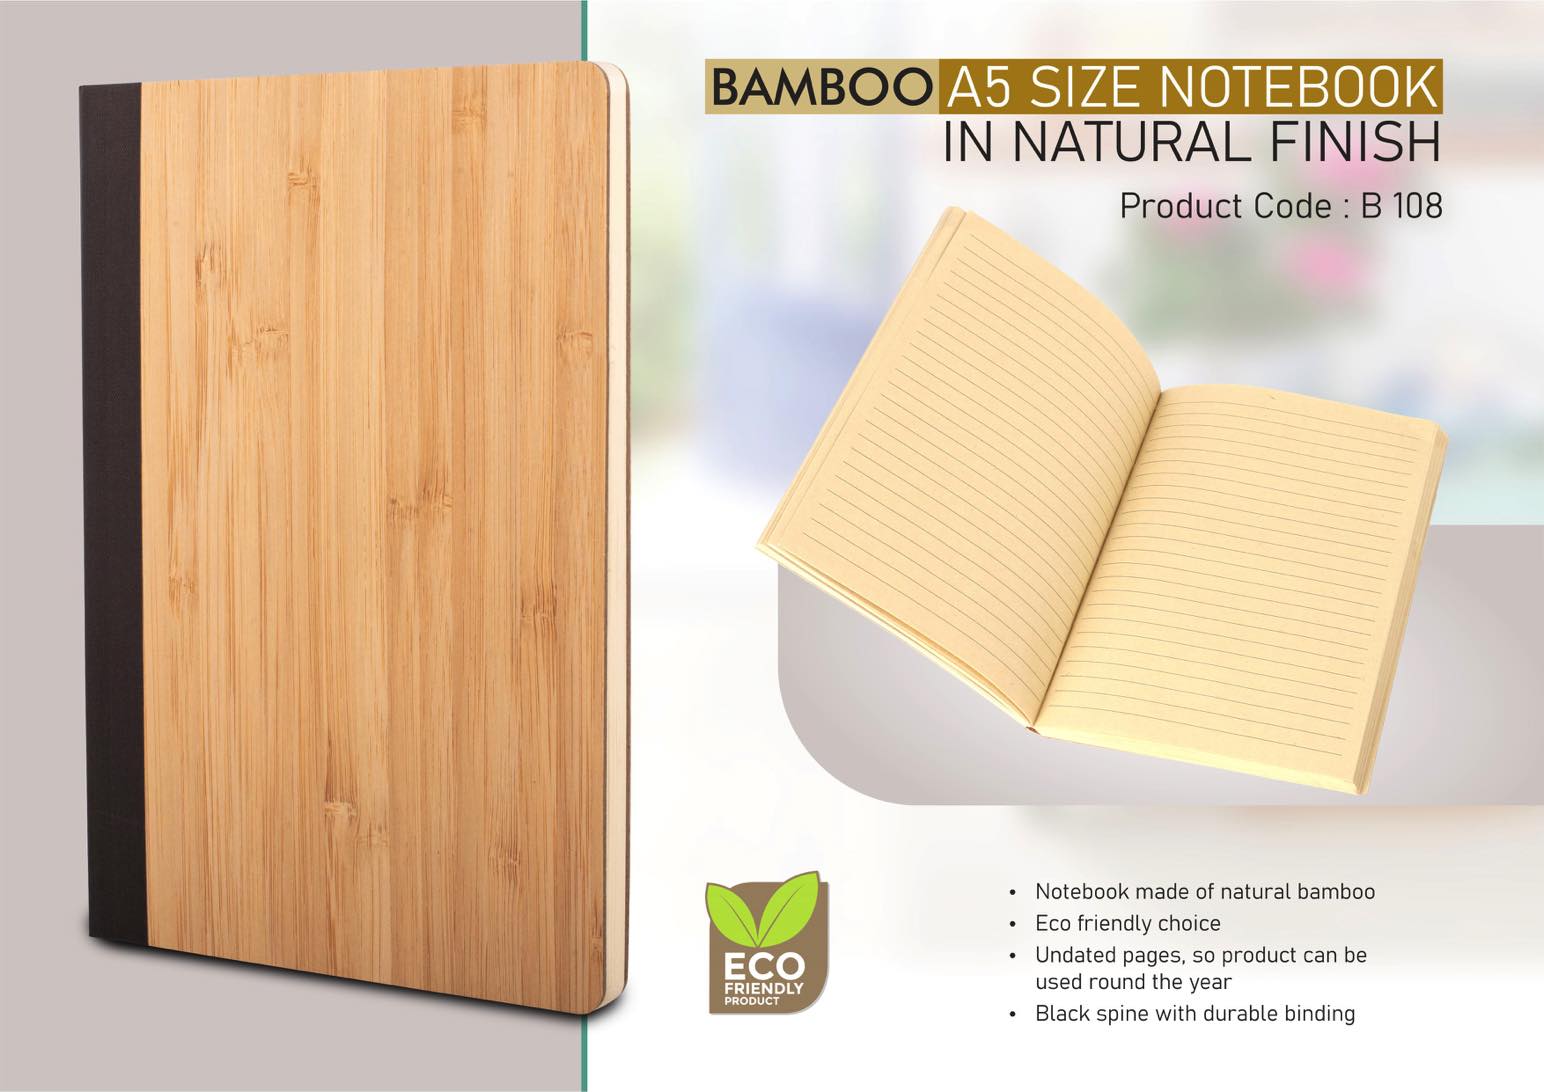 BAMBOO A5 SIZE NOTEBOOK
IN NATURAL FINISH
Product Code : B 108
ECO
FRIENDLY
PRODUCT
• Notebook made of natural bamboo
• Eco friendly choice
• Undated pages, so product can be
used round the year
• Black spine with durable binding